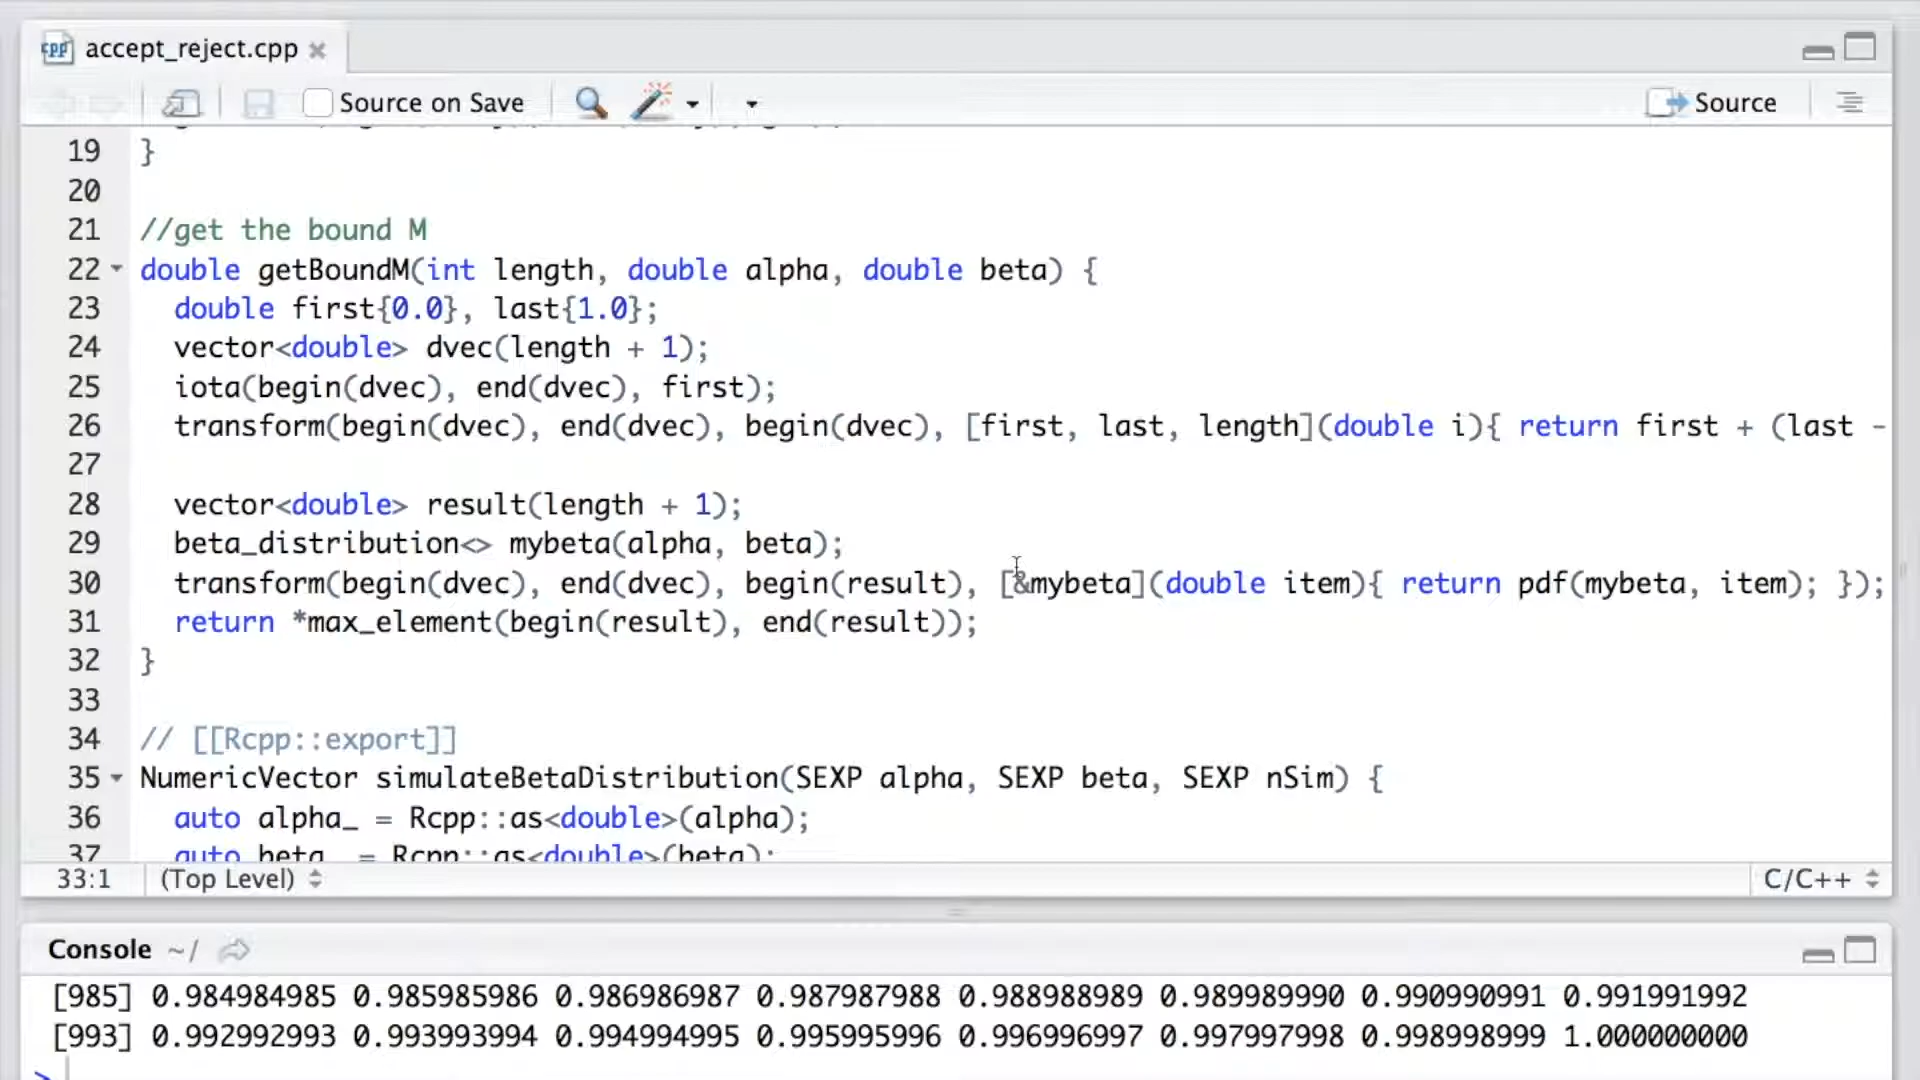 accept_reject.cpp
Source on Save
Source
19 }
20
21 //get the bound M
22 double getBoundM(int length, double alpha, double beta) {
23 double first{0.0}, last{1.0};
24 vector<double> dvec(length + 1);
25 iota(begin(dvec), end(dvec), first);
26 transform(begin(dvec), end(dvec), begin(dvec), [first, last, length](double i){ return first + (last -
27
28 vector<double> result(length + 1);
29 beta_distribution<> mybeta(alpha, beta);
30 transform(begin(dvec), end(dvec), begin(result), [&mybeta](double item){ return pdf(mybeta, item); });
31 return *max_element(begin(result), end(result));
32 }
33
34 // [[Rcpp::export]]
35 NumericVector simulateBetaDistribution(SEXP alpha, SEXP beta, SEXP nSim) {
36 auto alpha_ = Rcpp::as<double>(alpha);
37 auto beta_ = Rcpp::as<double>(beta);
33:1 (Top Level) C/C++
Console ~/
[985] 0.984984985 0.985985986 0.986986987 0.987987988 0.988988989 0.989989990 0.990990991 0.991991992
[993] 0.992992993 0.993993994 0.994994995 0.995995996 0.996996997 0.997997998 0.998998999 1.000000000
>